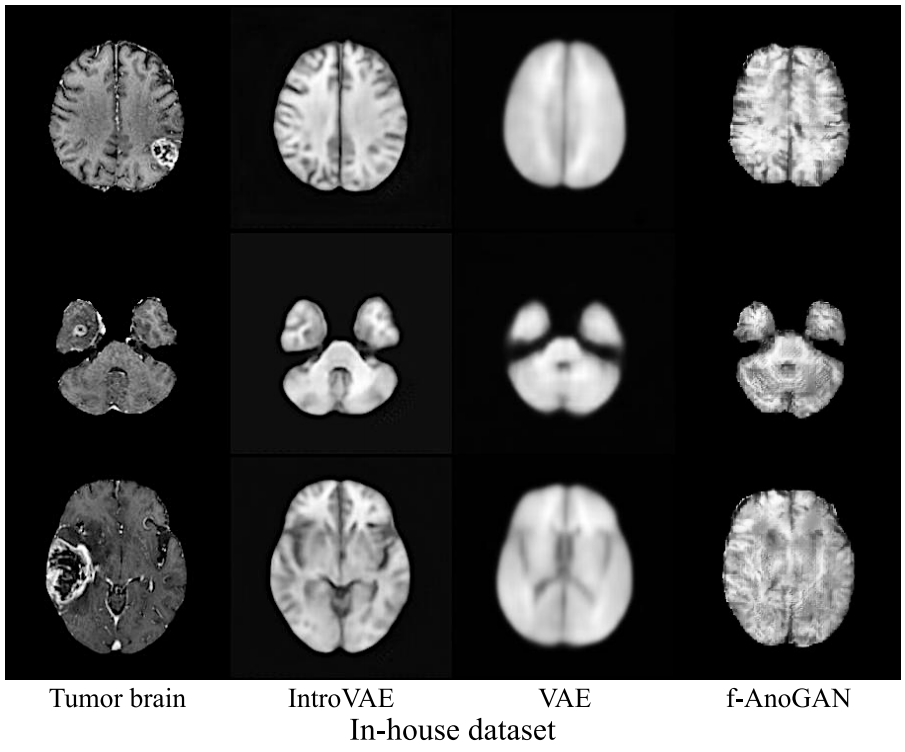 Tumor brain IntroVAE VAE f-AnoGAN
In-house dataset